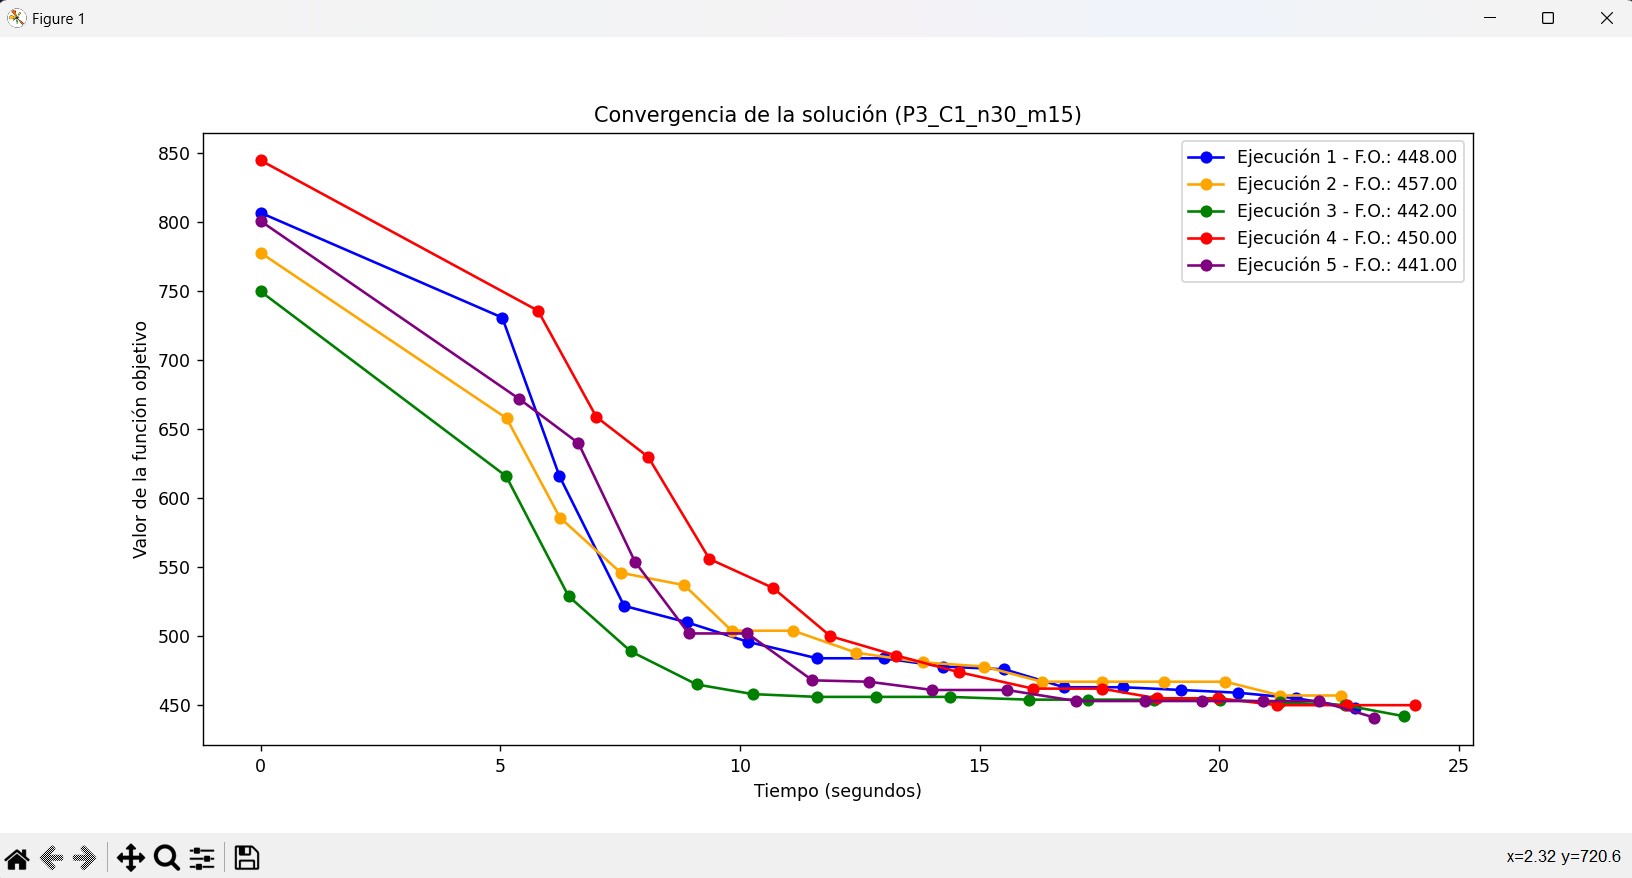 Figure 1
Convergencia de la solución (P3_C1_n30_m15)
Ejecución 1 - F.O.: 448.00
Ejecución 2 - F.O.: 457.00
Ejecución 3 - F.O.: 442.00
Ejecución 4 - F.O.: 450.00
Ejecución 5 - F.O.: 441.00
Valor de la función objetivo
850
800
750
700
650
600
550
500
450
0 5 10 15 20 25
Tiempo (segundos)
x=2.32 y=720.6